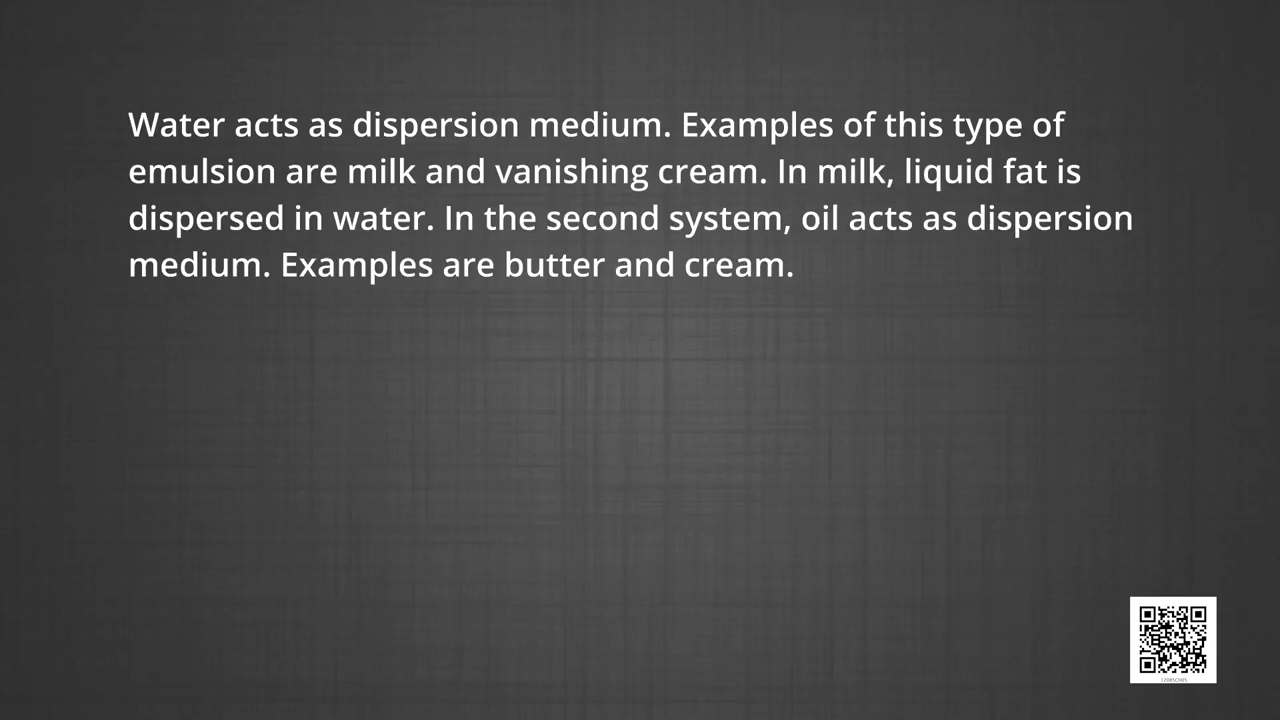 Water acts as dispersion medium. Examples of this type of
emulsion are milk and vanishing cream. In milk, liquid fat is
dispersed in water. In the second system, oil acts as dispersion
medium. Examples are butter and cream.